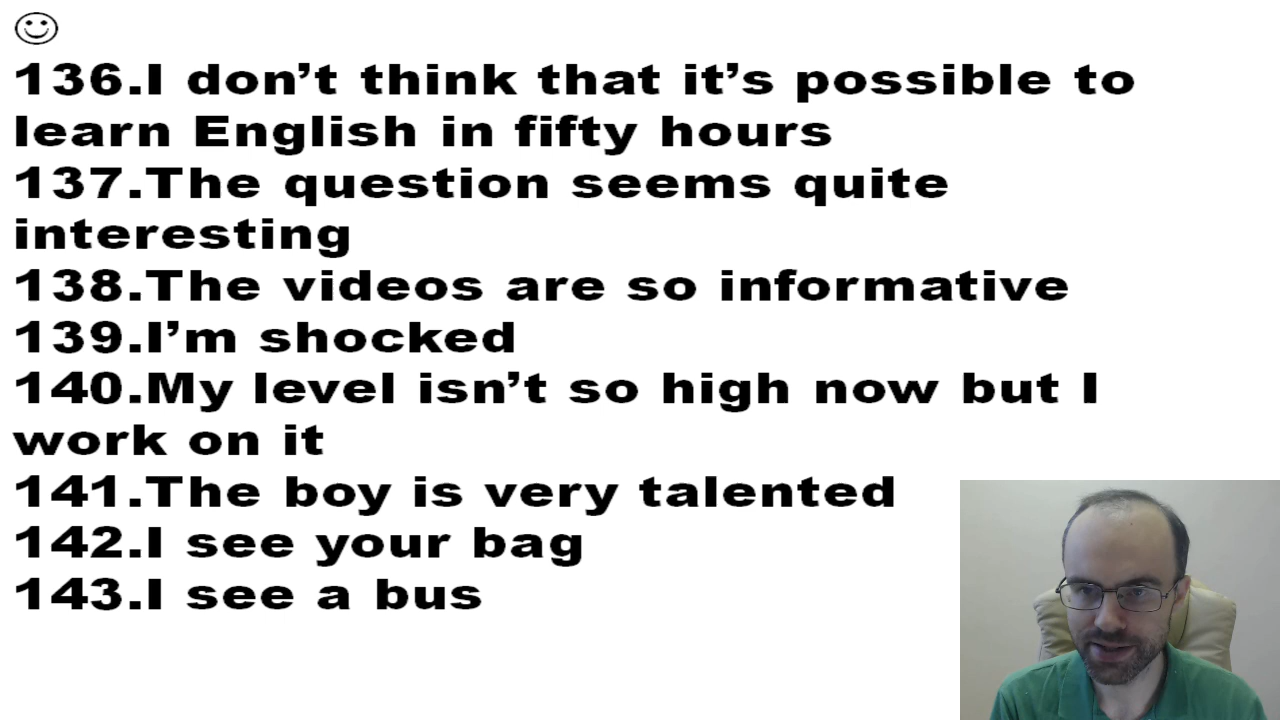 136.I don’t think that it’s possible to
learn English in fifty hours
137.The question seems quite
interesting
138.The videos are so informative
139.I’m shocked
140.My level isn’t so high now but I
work on it
141.The boy is very talented
142.I see your bag
143.I see a bus